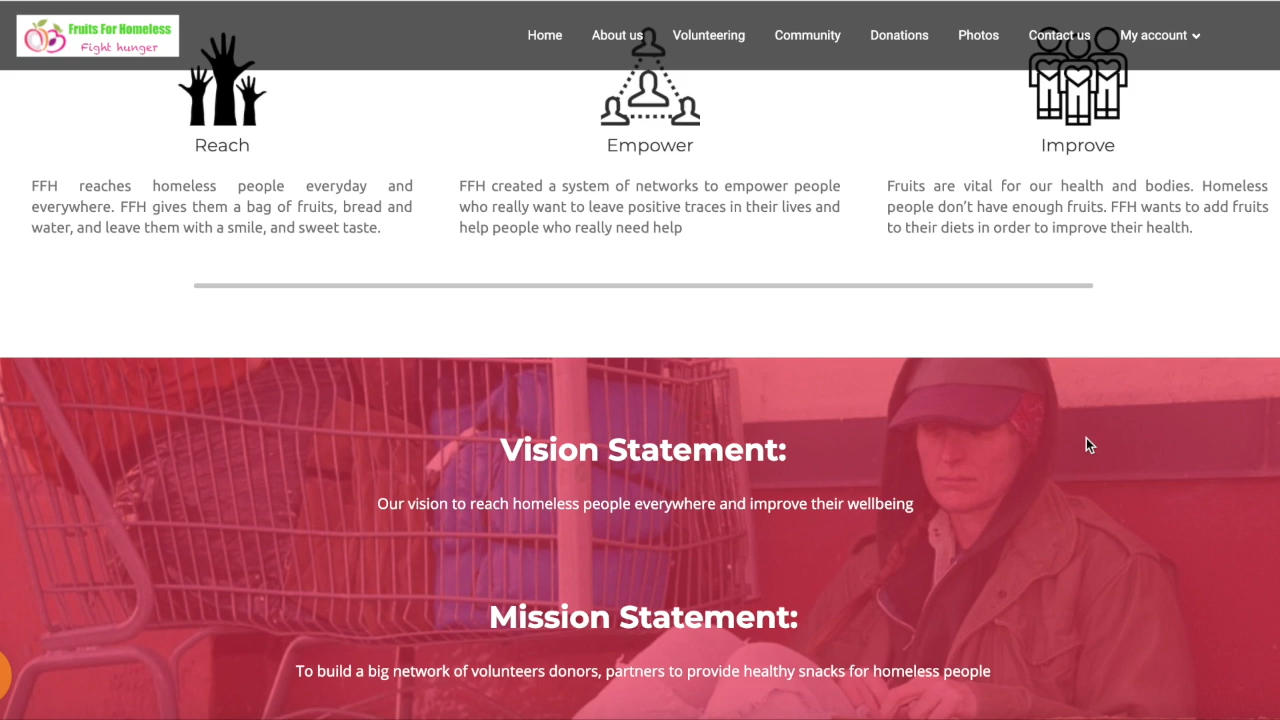 Fruits For Homeless
Fight hunger
Home About us Volunteering Community Donations Photos Contact us My account
Reach
FFH reaches homeless people everyday and
everywhere. FFH gives them a bag of fruits, bread and
water, and leave them with a smile, and sweet taste.
Empower
FFH created a system of networks to empower people
who really want to leave positive traces in their lives and
help people who really need help
Improve
Fruits are vital for our health and bodies. Homeless
people don’t have enough fruits. FFH wants to add fruits
to their diets in order to improve their health.
Vision Statement:
Our vision to reach homeless people everywhere and improve their wellbeing
Mission Statement:
To build a big network of volunteers donors, partners to provide healthy snacks for homeless people